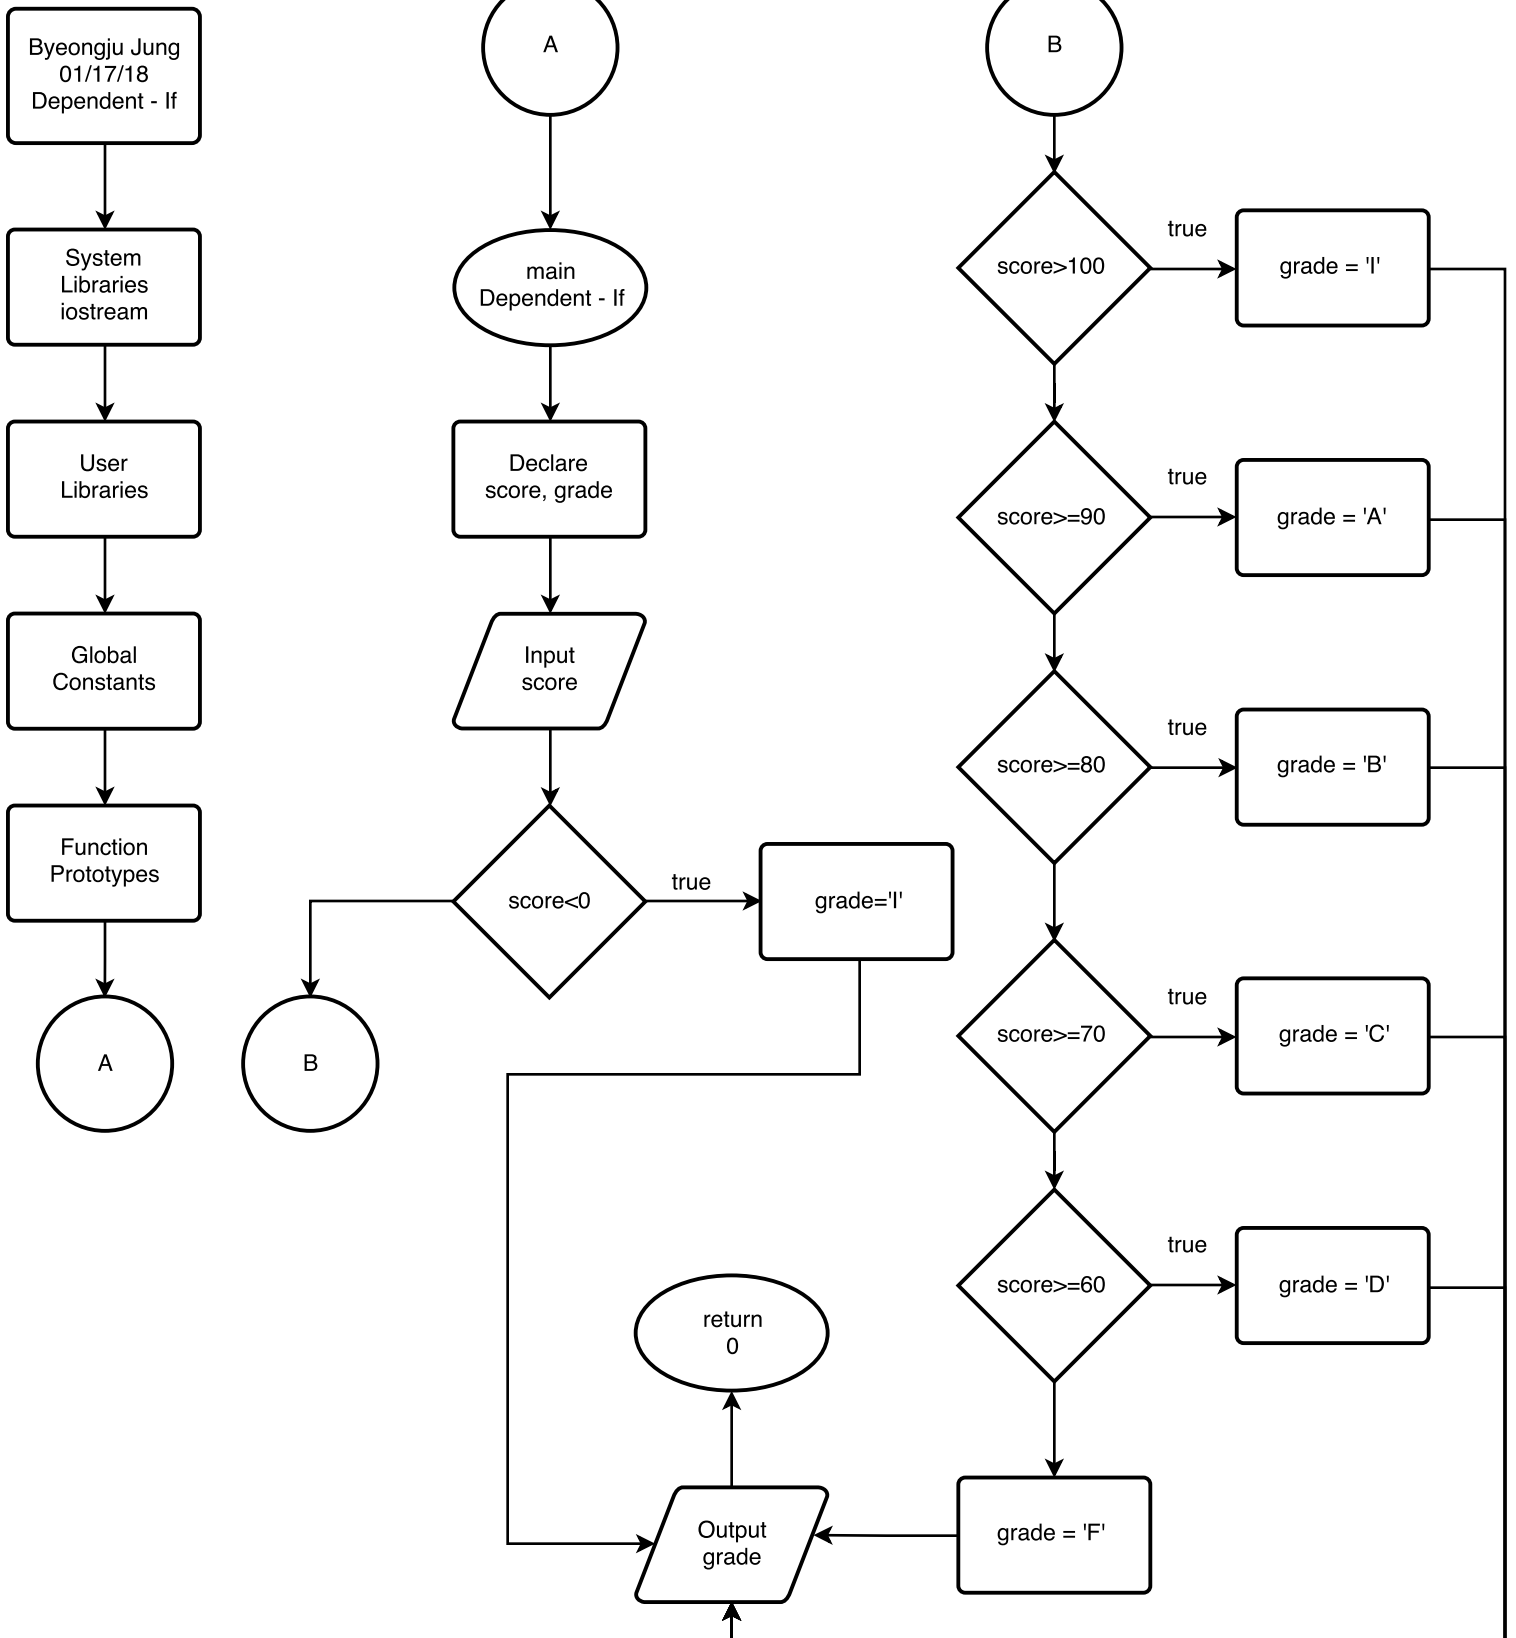 Byeongju Jung
01/17/18
Dependent - If
System
Libraries
iostream
User
Libraries
Global
Constants
Function
Prototypes
A
A
main
Dependent - If
Declare
score, grade
Input
score
score<0
true
grade='I'
B
B
score>100
true
grade = 'I'
score>=90
true
grade = 'A'
score>=80
true
grade = 'B'
score>=70
true
grade = 'C'
score>=60
true
grade = 'D'
grade = 'F'
Output
grade
return
0